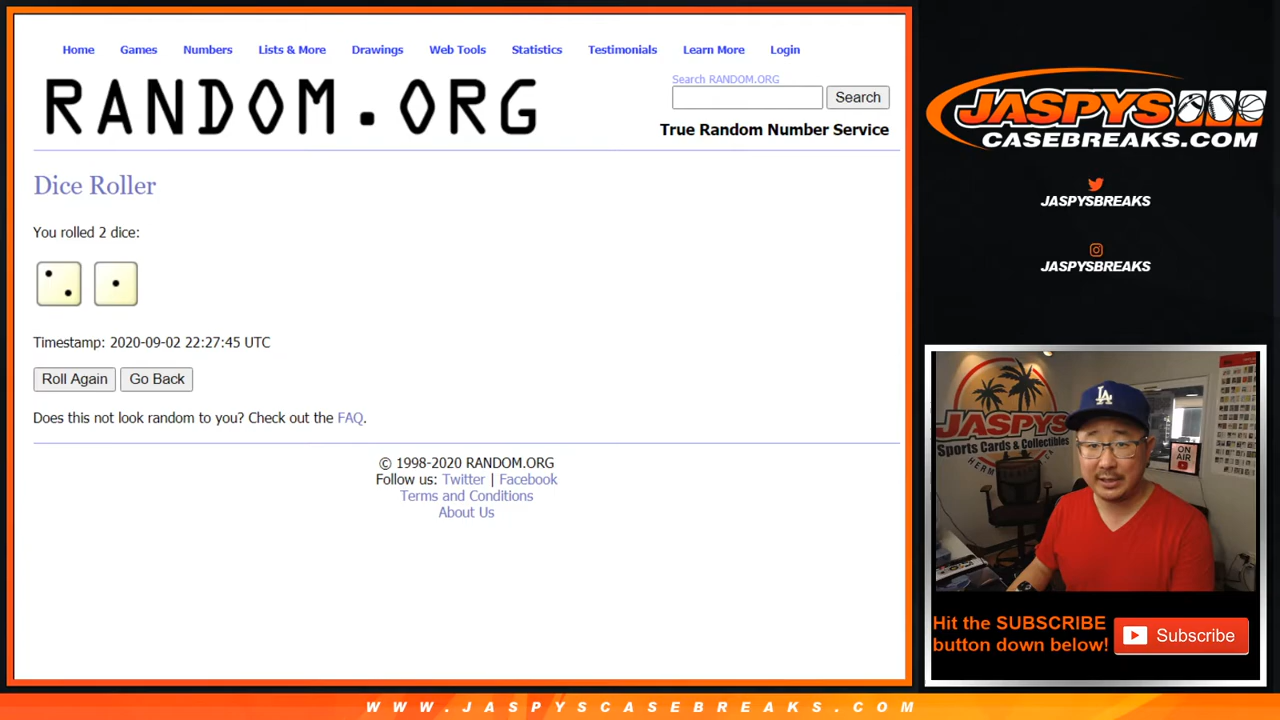 Home Games Numbers Lists & More Drawings Web Tools Statistics Testimonials Learn More Login
RANDOM.ORG
Search RANDOM.ORG
Search
True Random Number Service
Dice Roller
You rolled 2 dice:
Timestamp: 2020-09-02 22:27:45 UTC
Roll Again Go Back
Does this not look random to you? Check out the FAQ.
© 1998-2020 RANDOM.ORG
Follow us: Twitter | Facebook
Terms and Conditions
About Us
JASPYS
CASEBREAKS.COM
JASPYSBREAKS
JASPYSBREAKS
JASPYS
Sports Cards & Collectibles
LA
ON
AIR
Hit the SUBSCRIBE
button down below!
Subscribe
WWW.JASPYSCASEBREAKS.COM